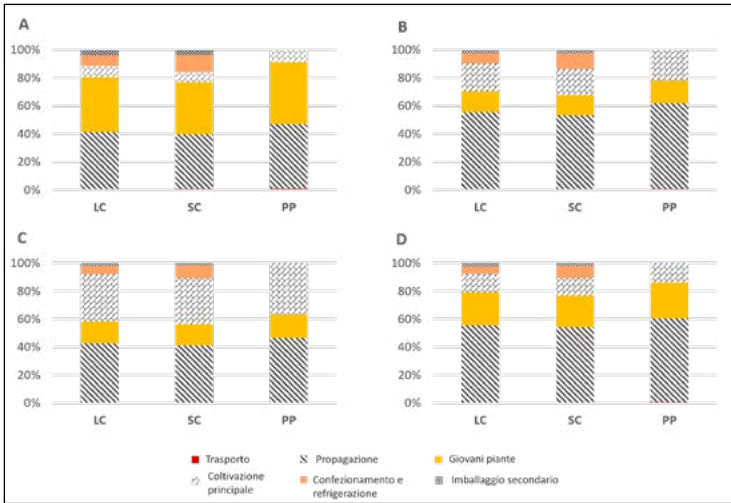 A
100%
80%
60%
40%
20%
0%
LC SC PP
B
100%
80%
60%
40%
20%
0%
LC SC PP
C
100%
80%
60%
40%
20%
0%
LC SC PP
D
100%
80%
60%
40%
20%
0%
LC SC PP
Trasporto Propagazione Giovani piante
Coltivazione principale Confezionamento e refrigerazione Imballaggio secondario